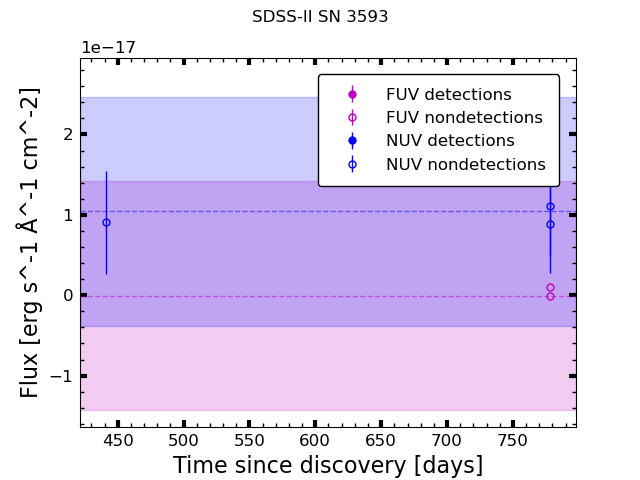 SDSS-II SN 3593
1e−17
FUV detections
FUV nondetections
NUV detections
NUV nondetections
2
1
0
−1
Flux [erg s^-1 Å^-1 cm^-2]
450 500 550 600 650 700 750
Time since discovery [days]